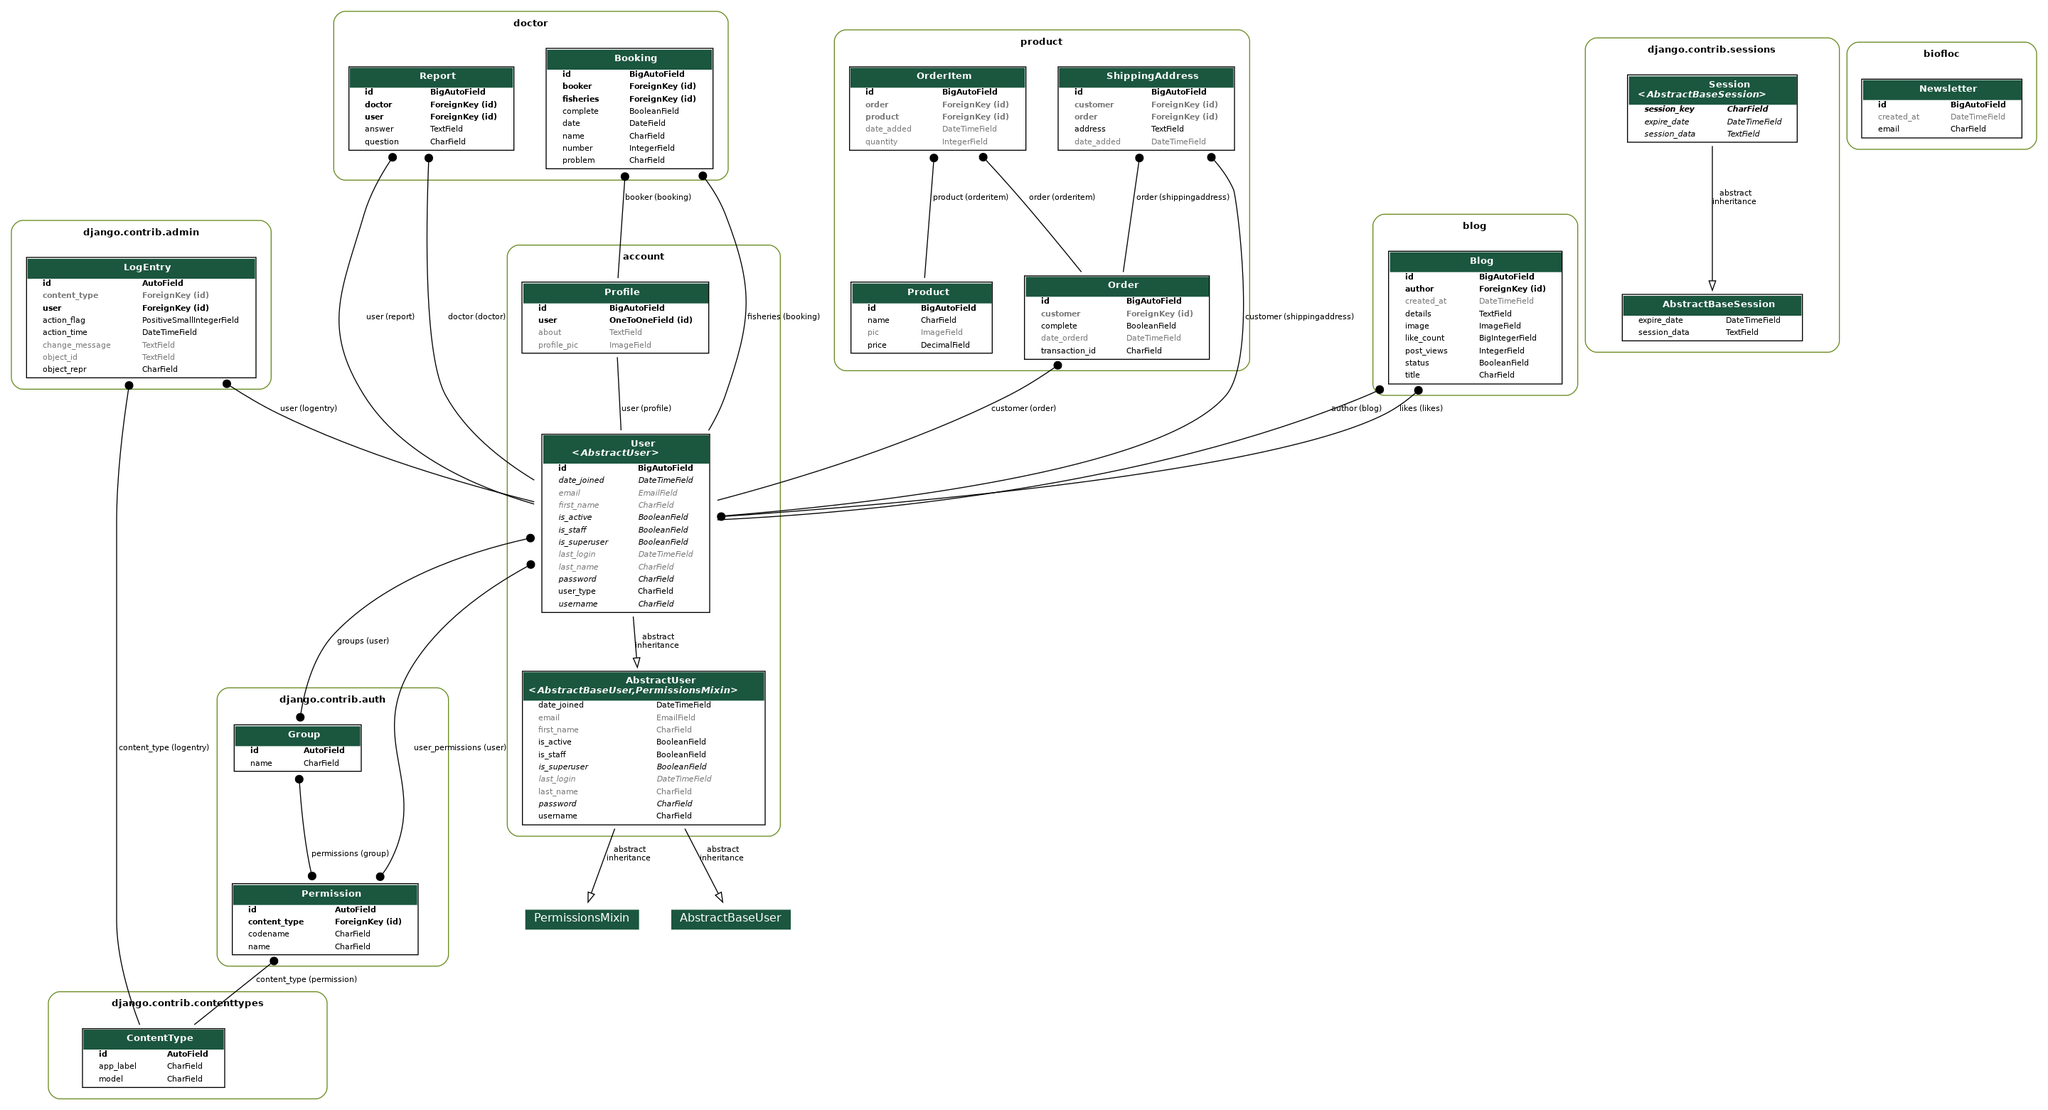 doctor
Report
id BigAutoField
doctor ForeignKey (id)
user ForeignKey (id)
answer TextField
question CharField
Booking
id BigAutoField
booker ForeignKey (id)
fisheries ForeignKey (id)
complete BooleanField
date DateField
name CharField
number IntegerField
problem CharField
product
OrderItem
id BigAutoField
order ForeignKey (id)
product ForeignKey (id)
date_added DateTimeField
quantity IntegerField
ShippingAddress
id BigAutoField
customer ForeignKey (id)
order ForeignKey (id)
address TextField
date_added DateTimeField
django.contrib.sessions
Session
<AbstractBaseSession>
session_key CharField
expire_date DateTimeField
session_data TextField
biofloc
Newsletter
id BigAutoField
created_at DateTimeField
email CharField
booker (booking)
product (orderitem)
order (orderitem)
order (shippingaddress)
abstract
inheritance
django.contrib.admin
LogEntry
id AutoField
content_type ForeignKey (id)
user ForeignKey (id)
action_flag PositiveSmallIntegerField
action_time DateTimeField
change_message TextField
object_id TextField
object_repr CharField
user (report)
doctor (doctor)
account
Profile
id BigAutoField
user OneToOneField (id)
about TextField
profile_pic ImageField
fisheries (booking)
Product
id BigAutoField
name CharField
pic ImageField
price DecimalField
Order
id BigAutoField
customer ForeignKey (id)
complete BooleanField
date_orderd DateTimeField
transaction_id CharField
customer (shippingaddress)
blog
Blog
id BigAutoField
author ForeignKey (id)
created_at DateTimeField
details TextField
image ImageField
like_count BigIntegerField
post_views IntegerField
status BooleanField
title CharField
AbstractBaseSession
expire_date DateTimeField
session_data TextField
user (logentry)
user (profile)
customer (order)
author (blog)
likes (likes)
User
<AbstractUser>
id BigAutoField
date_joined DateTimeField
email EmailField
first_name CharField
is_active BooleanField
is_staff BooleanField
is_superuser BooleanField
last_login DateTimeField
last_name CharField
password CharField
user_type CharField
username CharField
groups (user)
abstract
inheritance
AbstractUser
<AbstractBaseUser,PermissionsMixin>
date_joined DateTimeField
email EmailField
first_name CharField
is_active BooleanField
is_staff BooleanField
is_superuser BooleanField
last_login DateTimeField
last_name CharField
password CharField
username CharField
django.contrib.auth
Group
id AutoField
name CharField
content_type (logentry)
user_permissions (user)
permissions (group)
abstract
inheritance
abstract
inheritance
Permission
id AutoField
content_type ForeignKey (id)
codename CharField
name CharField
PermissionsMixin
AbstractBaseUser
content_type (permission)
django.contrib.contenttypes
ContentType
id AutoField
app_label CharField
model CharField